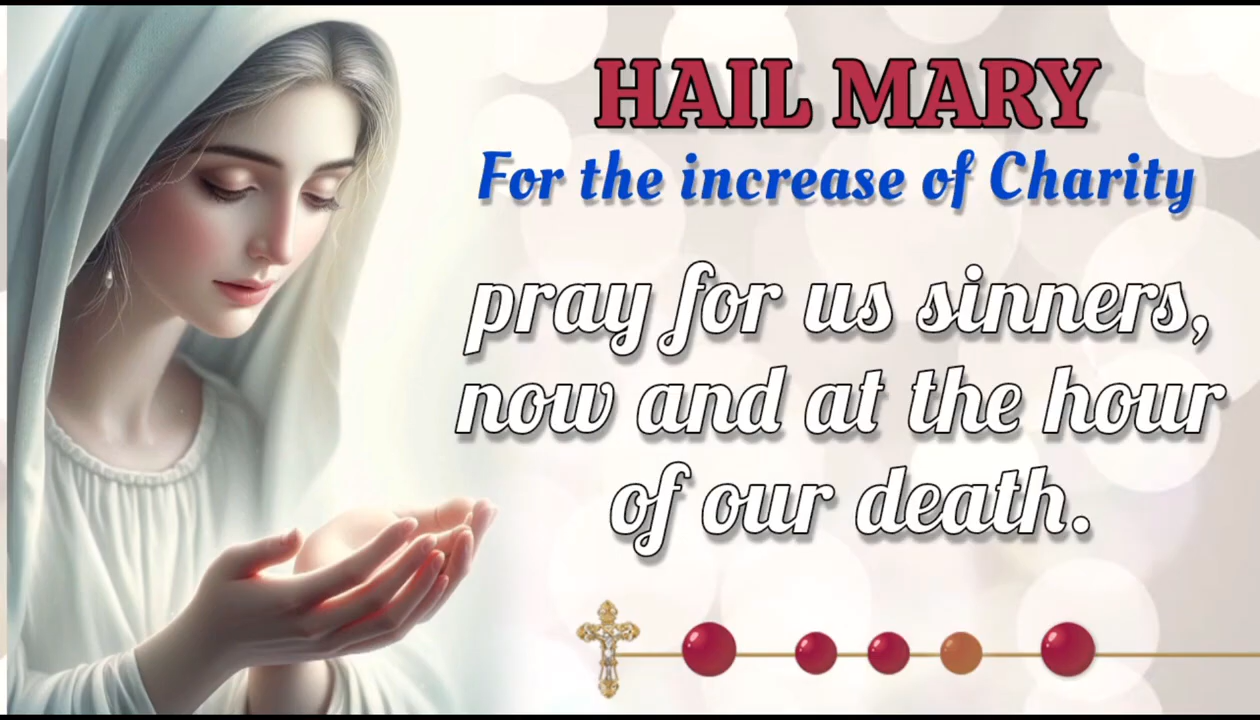 HAIL MARY
For the increase of Charity
pray for us sinners,
now and at the hour
of our death.